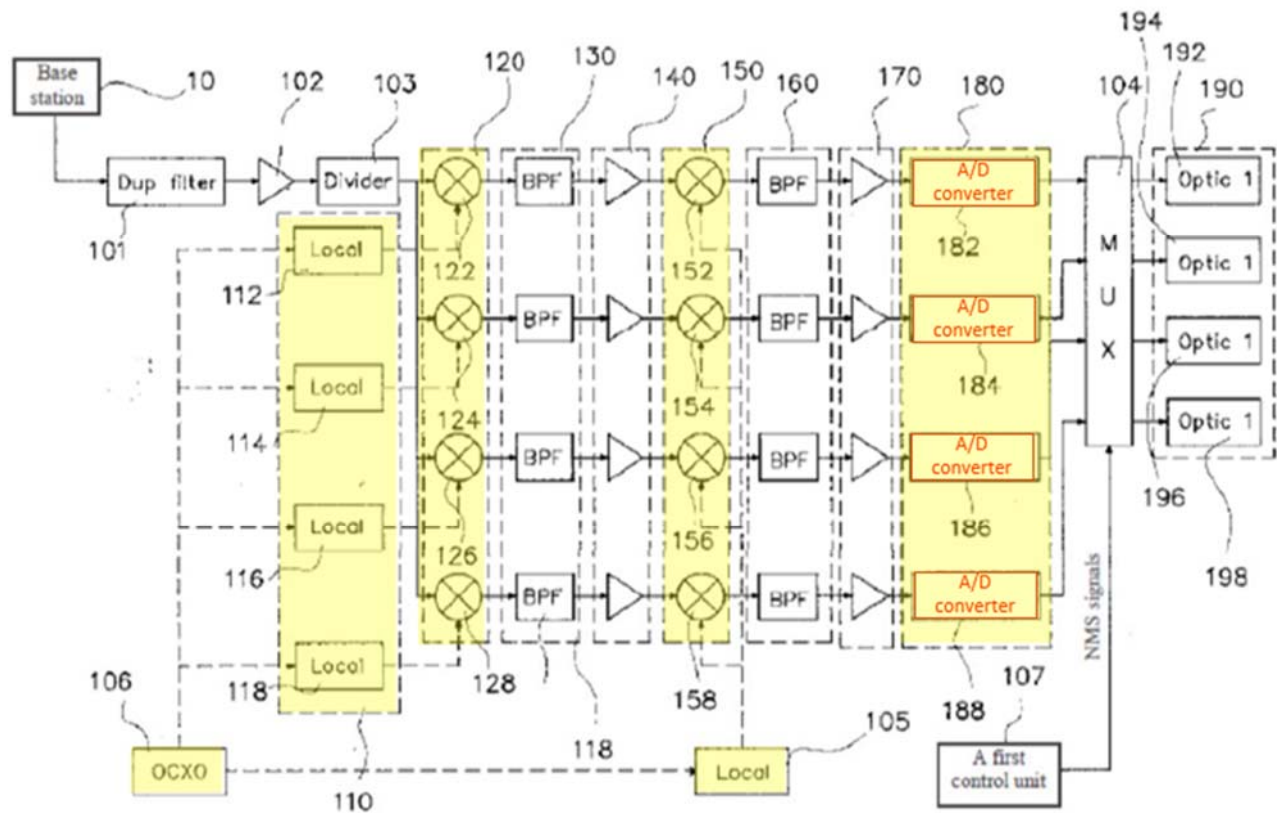 194
192
190
Base
station
10
102
103
120
130
140
150
160
170
180
104
Dup filter
Divider
BPF
BPF
A/D
converter
Optic 1
101
Local
112
122
152
182
M
Optic 1
BPF
BPF
A/D
converter
U
Optic 1
Local
114
124
154
184
X
Optic 1
BPF
BPF
A/D
converter
196
Local
116
126
156
186
198
BPF
BPF
A/D
converter
NMS signals
Local
118
128
158
188
106
118
105
107
OCXO
110
Local
A first
control unit